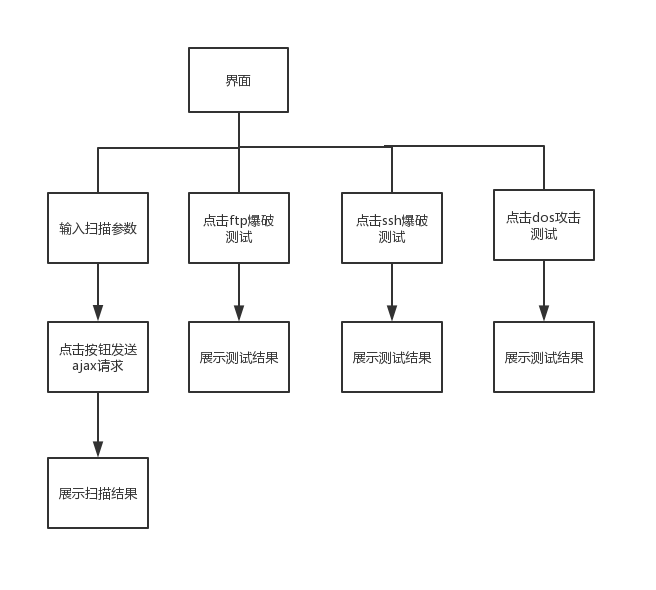 界面
输入扫描参数
点击ftp爆破
测试
点击ssh爆破
测试
点击dos攻击
测试
点击按钮发送
ajax请求
展示测试结果
展示测试结果
展示测试结果
展示扫描结果